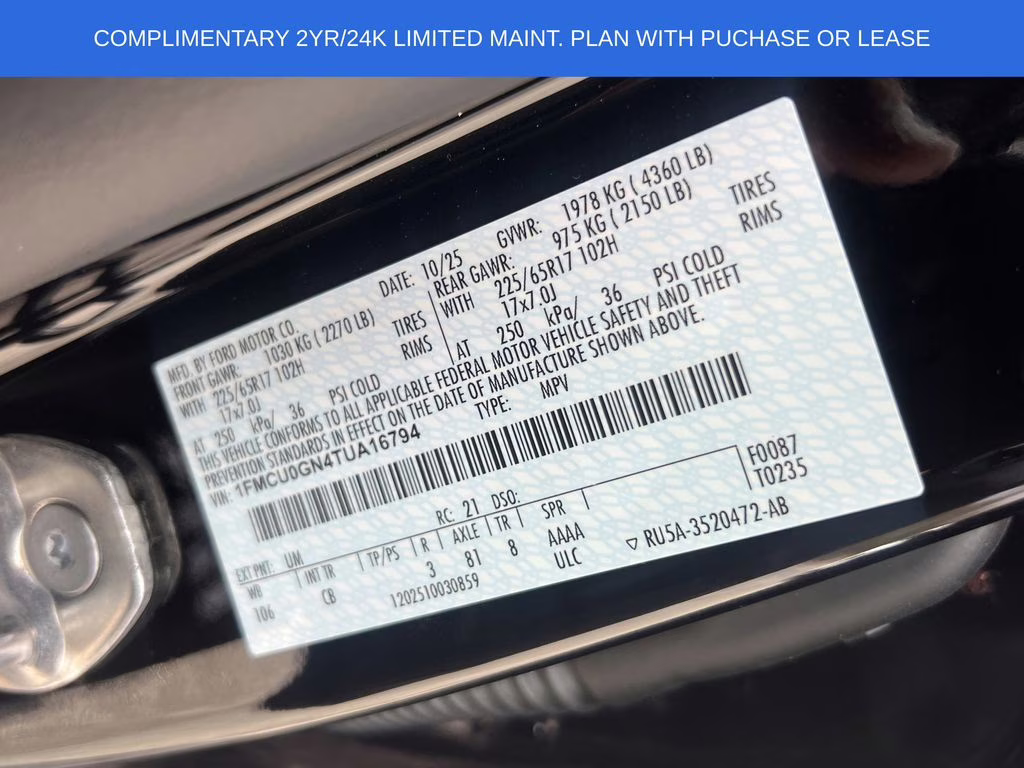 COMPLIMENTARY 2YR/24K LIMITED MAINT. PLAN WITH PUCHASE OR LEASE
MFD. BY FORD MOTOR CO. DATE: 10/25 GVWR: 1978 KG ( 4360 LB)
FRONT GAWR: 1030 KG ( 2270 LB) REAR GAWR: 975 KG ( 2150 LB)
WITH 225/65R17 102H TIRES WITH 225/65R17 102H TIRES
17x7.0J RIMS 17x7.0J RIMS
AT 250 kPa/ 36 PSI COLD AT 250 kPa/ 36 PSI COLD
THIS VEHICLE CONFORMS TO ALL APPLICABLE FEDERAL MOTOR VEHICLE SAFETY AND THEFT
PREVENTION STANDARDS IN EFFECT ON THE DATE OF MANUFACTURE SHOWN ABOVE.
VIN: 1FMCU0GN4TUA16794 TYPE: MPV
F0087
T0235
EXT PNT: UM RC: 21 DSO:
WB INT TR TP/PS R AXLE TR SPR
106 CB 3 81 8 AAAA
ULC
1202510030859
▽ RU5A-3520472-AB